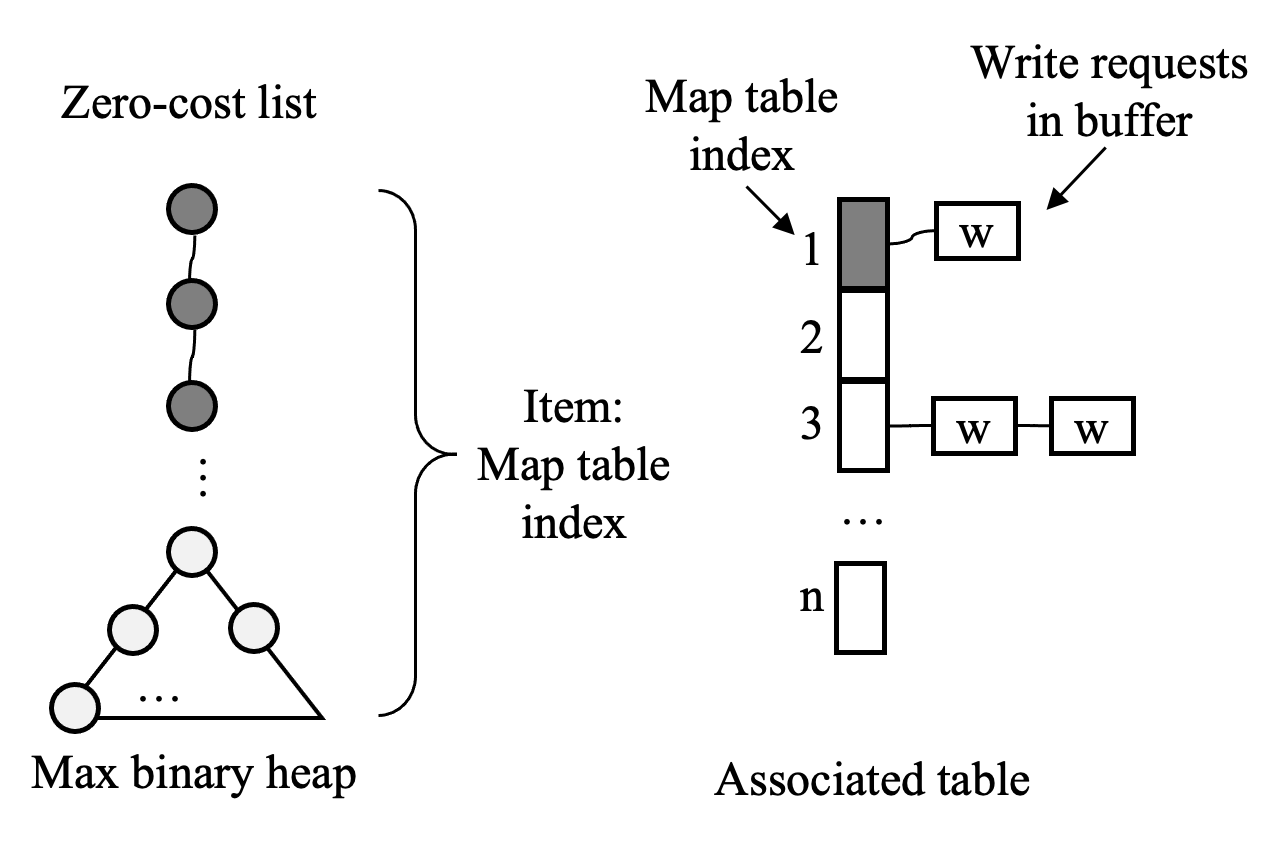 Zero-cost list
Map table
index
Write requests
in buffer
1
w
2
3
w
w
...
n
Item:
Map table
index
...
...
Max binary heap
Associated table